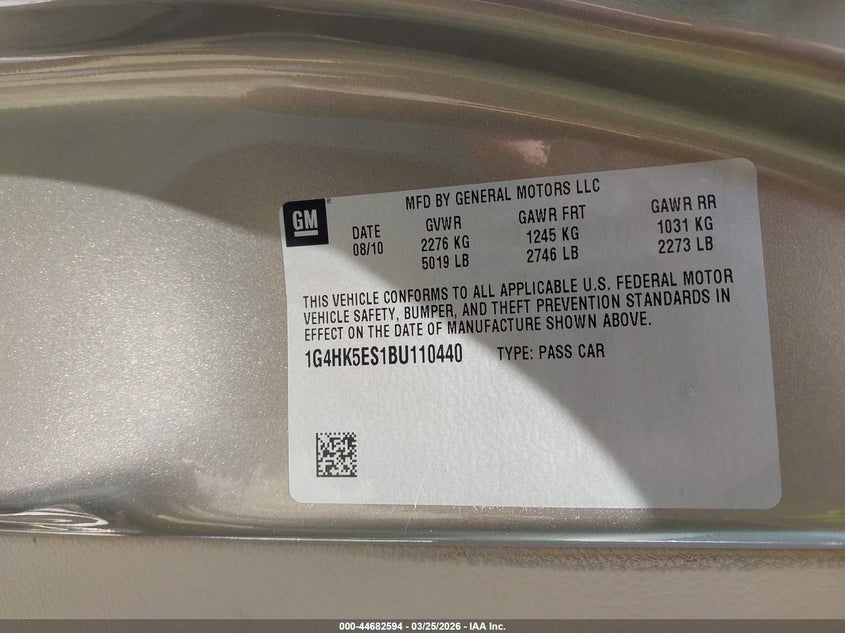 MFD BY GENERAL MOTORS LLC
GM
DATE GVWR GAWR FRT GAWR RR
08/10 2276 KG 1245 KG 1031 KG
5019 LB 2746 LB 2273 LB
THIS VEHICLE CONFORMS TO ALL APPLICABLE U.S. FEDERAL MOTOR
VEHICLE SAFETY, BUMPER, AND THEFT PREVENTION STANDARDS IN
EFFECT ON THE DATE OF MANUFACTURE SHOWN ABOVE.
1G4HK5ES1BU110440 TYPE: PASS CAR
000-44682594 - 03/25/2026 - IAA Inc.